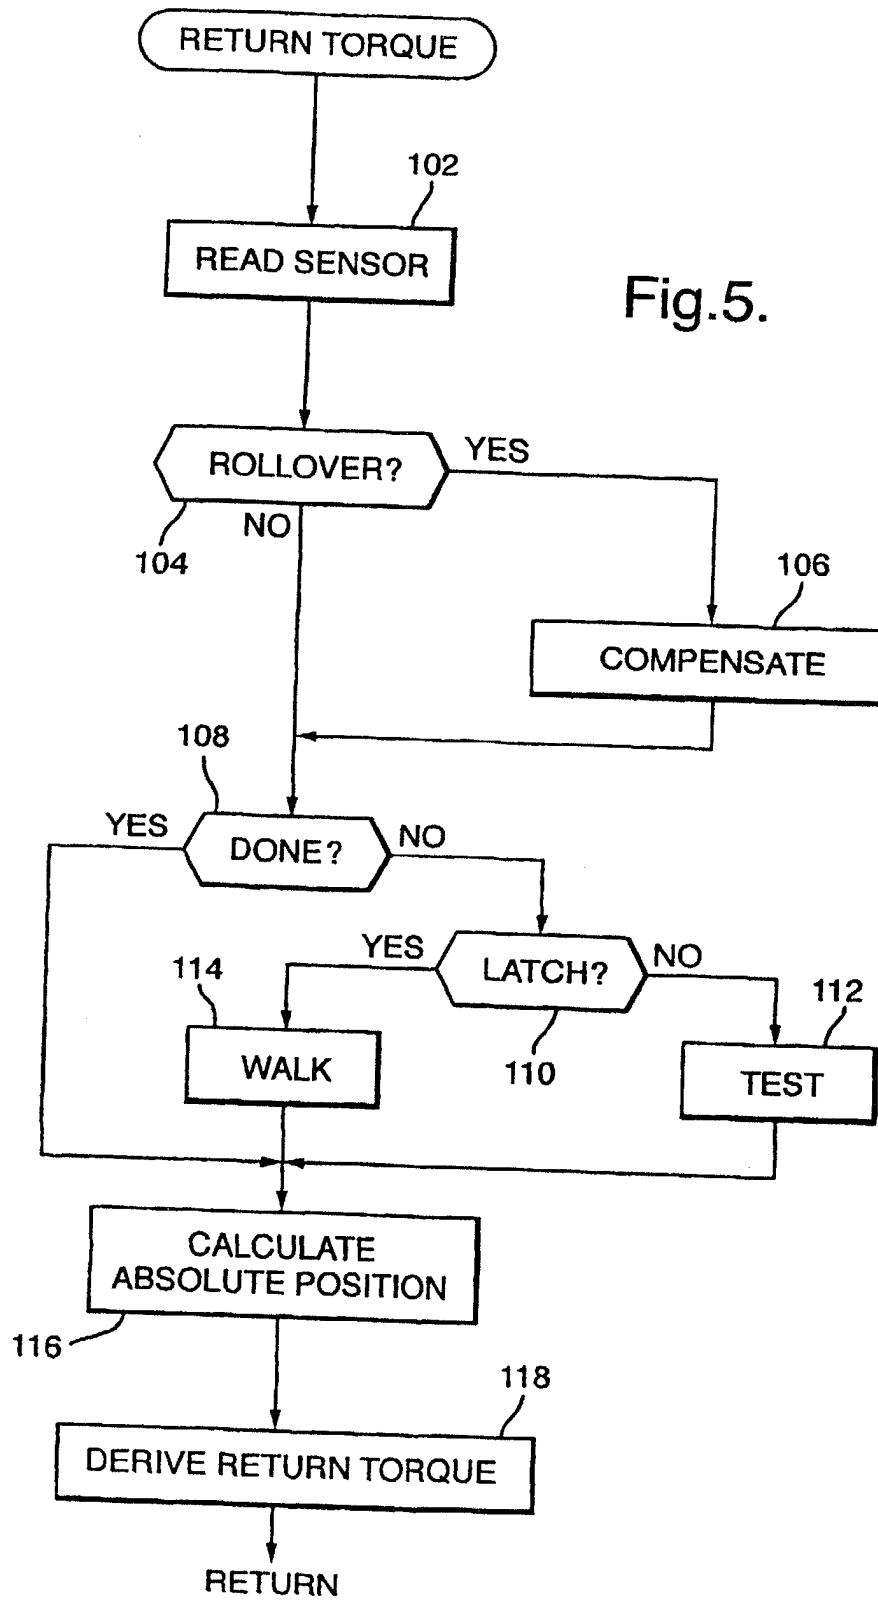 RETURN TORQUE
102
READ SENSOR
Fig.5.
ROLLOVER?
YES
NO
104
106
COMPENSATE
108
YES
DONE?
NO
YES
LATCH?
NO
114
112
WALK
110
TEST
CALCULATE
ABSOLUTE POSITION
116
118
DERIVE RETURN TORQUE
RETURN